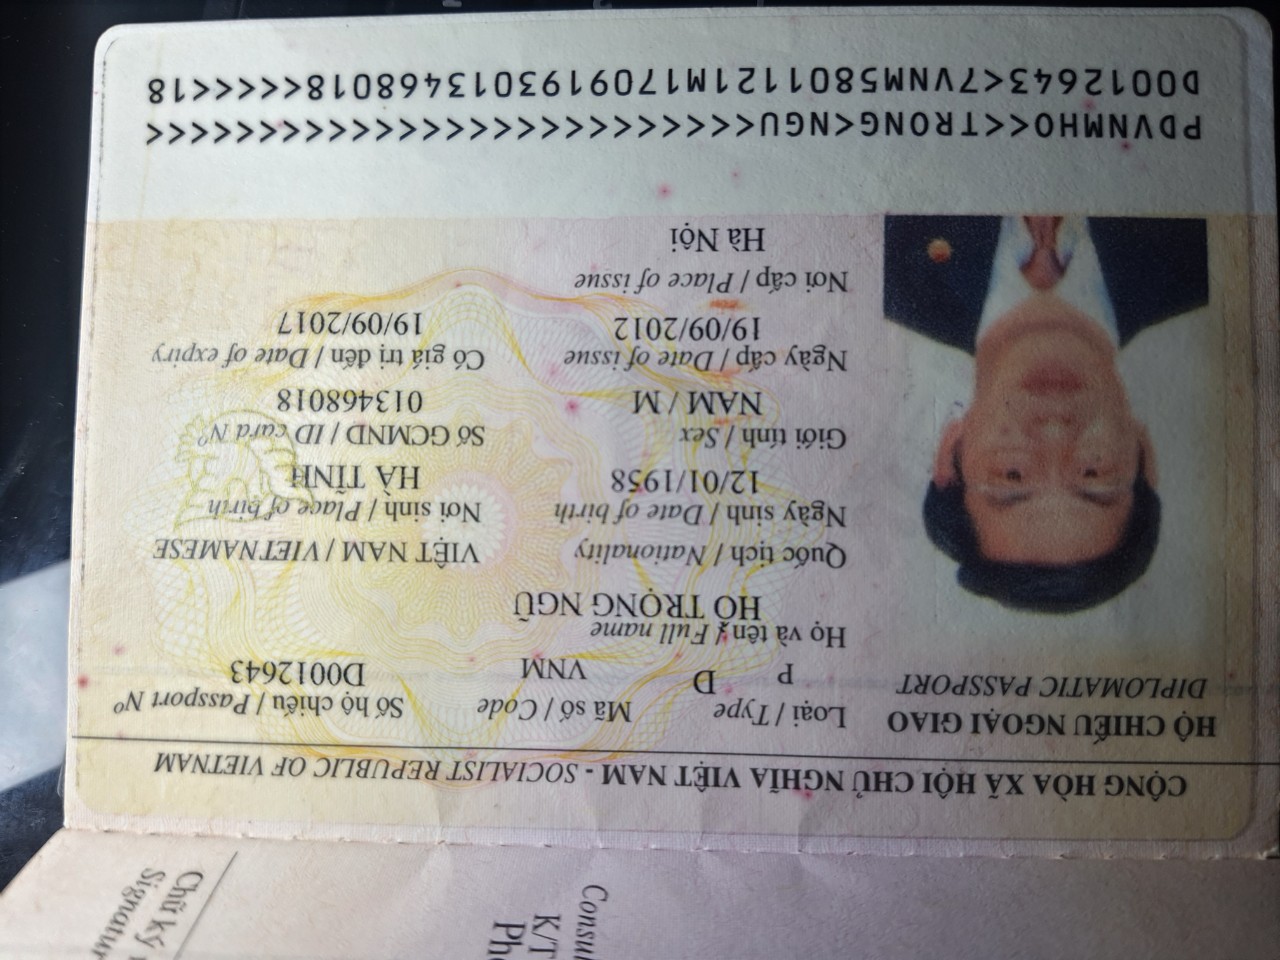 Consul
K/T
Pho
Chữ ký
Signatur
CỘNG HÒA XÃ HỘI CHỦ NGHĨA VIỆT NAM - SOCIALIST REPUBLIC OF VIETNAM
HỘ CHIẾU NGOẠI GIAO
DIPLOMATIC PASSPORT
Loại / Type Mã số / Code Số hộ chiếu / Passport Nº
P D VNM D0012643
Họ và tên / Full name
HỒ TRỌNG NGŨ
Quốc tịch / Nationality VIỆT NAM / VIETNAMESE
Ngày sinh / Date of birth Nơi sinh / Place of birth
12/01/1958 HÀ TĨNH
Giới tính / Sex Số GCMND / ID card Nº
NAM / M 013468018
Ngày cấp / Date of issue Có giá trị đến / Date of expiry
19/09/2012 19/09/2017
Nơi cấp / Place of issue
Hà Nội
PDVNMHO<<TRONG<NGU<<<<<<<<<<<<<<<<<<<<<<<<<<
D0012643<7VNM5801121M1709193013468018<<<<<18